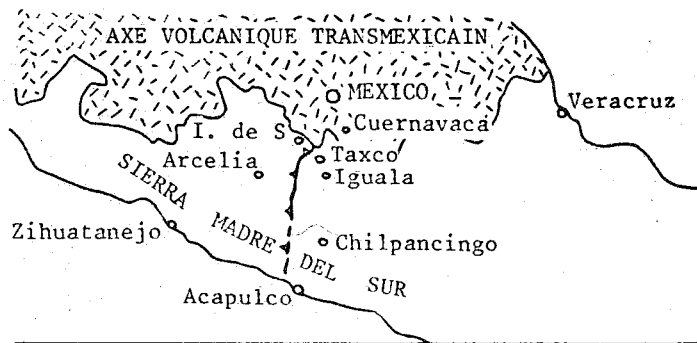 AXE VOLCANIQUE TRANSMEXICAIN
MEXICO
Veracruz
Cuernavaca
I. de S
Taxco
Arcelia
Iguala
SIERRA MADRE DEL SUR
Zihuatanejo
Chilpancingo
Acapulco